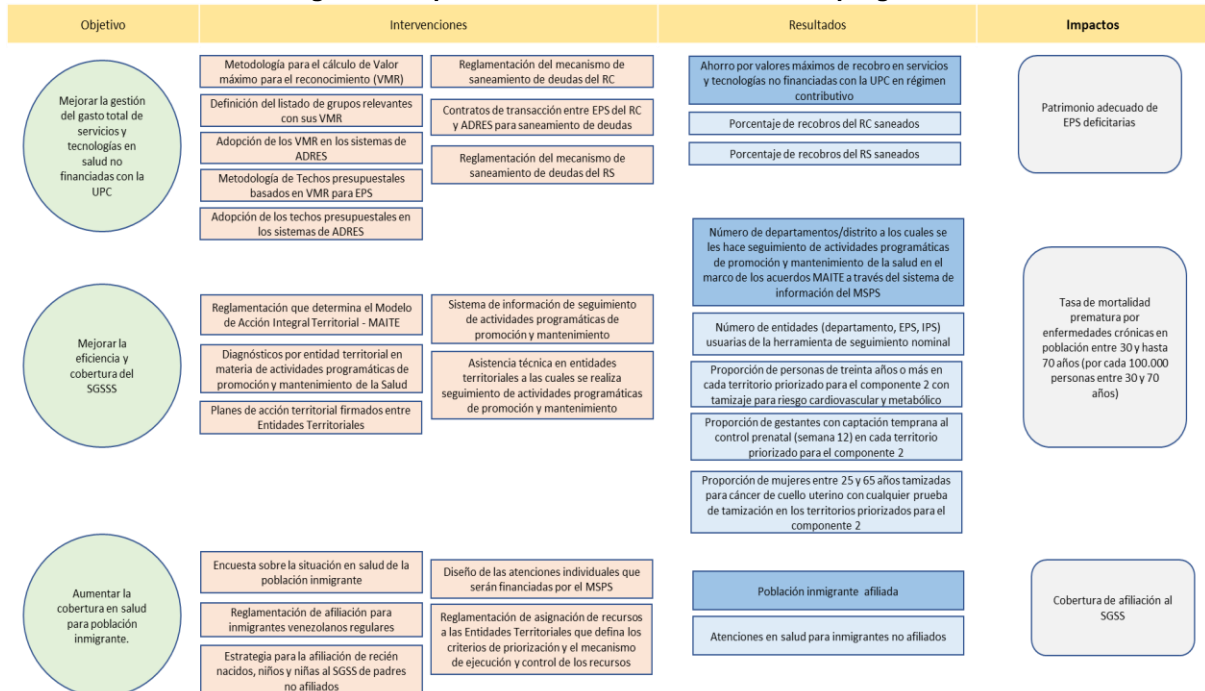 Objetivo
Intervenciones
Resultados
Impactos
Mejorar la gestión
del gasto total de
servicios y
tecnologías en
salud no
financiadas con la
UPC
Metodología para el cálculo de Valor
máximo para el reconocimiento (VMR)
Definición del listado de grupos relevantes
con sus VMR
Adopción de los VMR en los sistemas de
ADRES
Metodología de Techos presupuestales
basados en VMR para EPS
Adopción de los techos presupuestales en
los sistemas de ADRES
Reglamentación del mecanismo de
saneamiento de deudas del RC
Contratos de transacción entre EPS del RC
y ADRES para saneamiento de deudas
Reglamentación del mecanismo de
saneamiento de deudas del RS
Ahorro por valores máximos de recobro en servicios
y tecnologías no financiadas con la UPC en régimen
contributivo
Porcentaje de recobros del RC saneados
Porcentaje de recobros del RS saneados
Patrimonio adecuado de
EPS deficitarias
Mejorar la
eficiencia y
cobertura del
SGSSS
Reglamentación que determina el Modelo
de Acción Integral Territorial - MAITE
Diagnósticos por entidad territorial en
materia de actividades programáticas de
promoción y mantenimiento de la Salud
Planes de acción territorial firmados entre
Entidades Territoriales
Sistema de información de seguimiento
de actividades programáticas de
promoción y mantenimiento
Asistencia técnica en entidades
territoriales a las cuales se realiza
seguimiento de actividades programáticas
de promoción y mantenimiento
Número de departamentos/distrito a los cuales se
les hace seguimiento de actividades programáticas
de promoción y mantenimiento de la salud en el
marco de los acuerdos MAITE a través del sistema de
información del MSPS
Número de entidades (departamento, EPS, IPS)
usuarias de la herramienta de seguimiento nominal
Proporción de personas de treinta años o más en
cada territorio priorizado para el componente 2 con
tamizaje para riesgo cardiovascular y metabólico
Proporción de gestantes con captación temprana al
control prenatal (semana 12) en cada territorio
priorizado para el componente 2
Proporción de mujeres entre 25 y 65 años tamizadas
para cáncer de cuello uterino con cualquier prueba
de tamización en los territorios priorizados para el
componente 2
Tasa de mortalidad
prematura por
enfermedades crónicas en
población entre 30 y hasta
70 años (por cada 100.000
personas entre 30 y 70
años)
Aumentar la
cobertura en salud
para población
inmigrante.
Encuesta sobre la situación en salud de la
población inmigrante
Reglamentación de afiliación para
inmigrantes venezolanos regulares
Estrategia para la afiliación de recién
nacidos, niños y niñas al SGSS de padres
no afiliados
Diseño de las atenciones individuales que
serán financiadas por el MSPS
Reglamentación de asignación de recursos
a las Entidades Territoriales que defina los
criterios de priorización y el mecanismo
de ejecución y control de los recursos
Población inmigrante afiliada
Atenciones en salud para inmigrantes no afiliados
Cobertura de afiliación al
SGSS